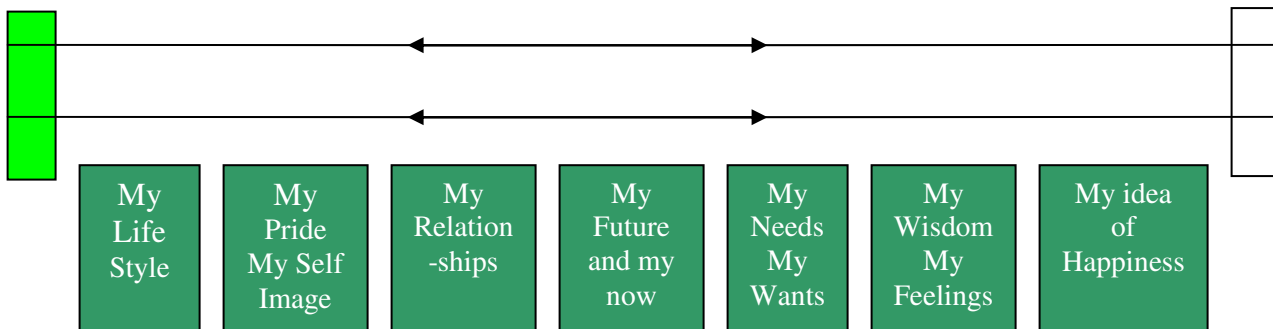 My
Life
Style
My
Pride
My Self
Image
My
Relation
-ships
My
Future
and my
now
My
Needs
My
Wants
My
Wisdom
My
Feelings
My idea
of
Happiness